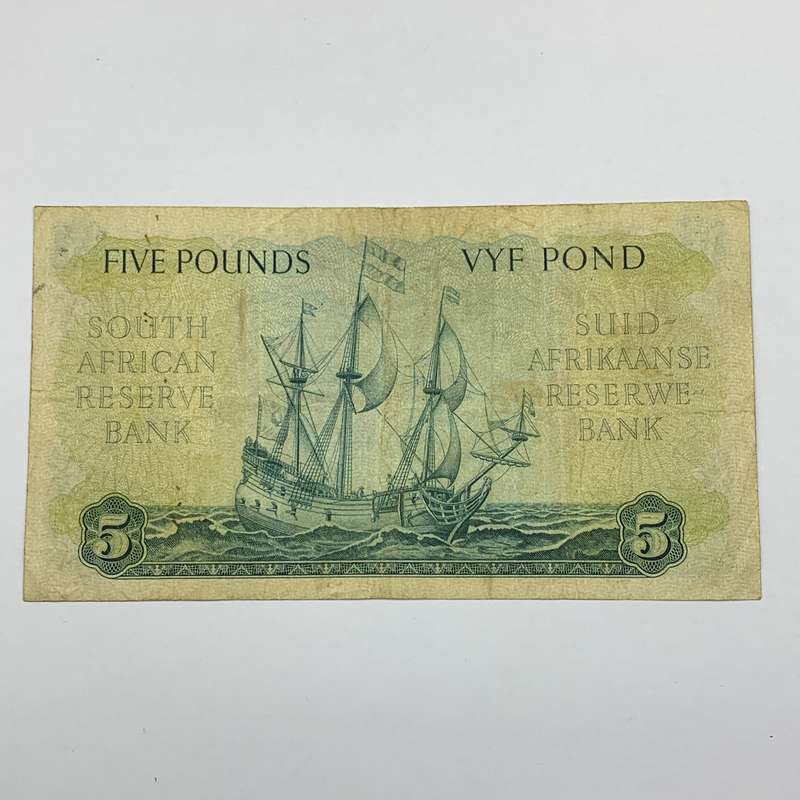 FIVE POUNDS
VYF POND
SOUTH
AFRICAN
RESERVE
BANK
SUID-
AFRIKAANSE
RESERWE-
BANK
5
5